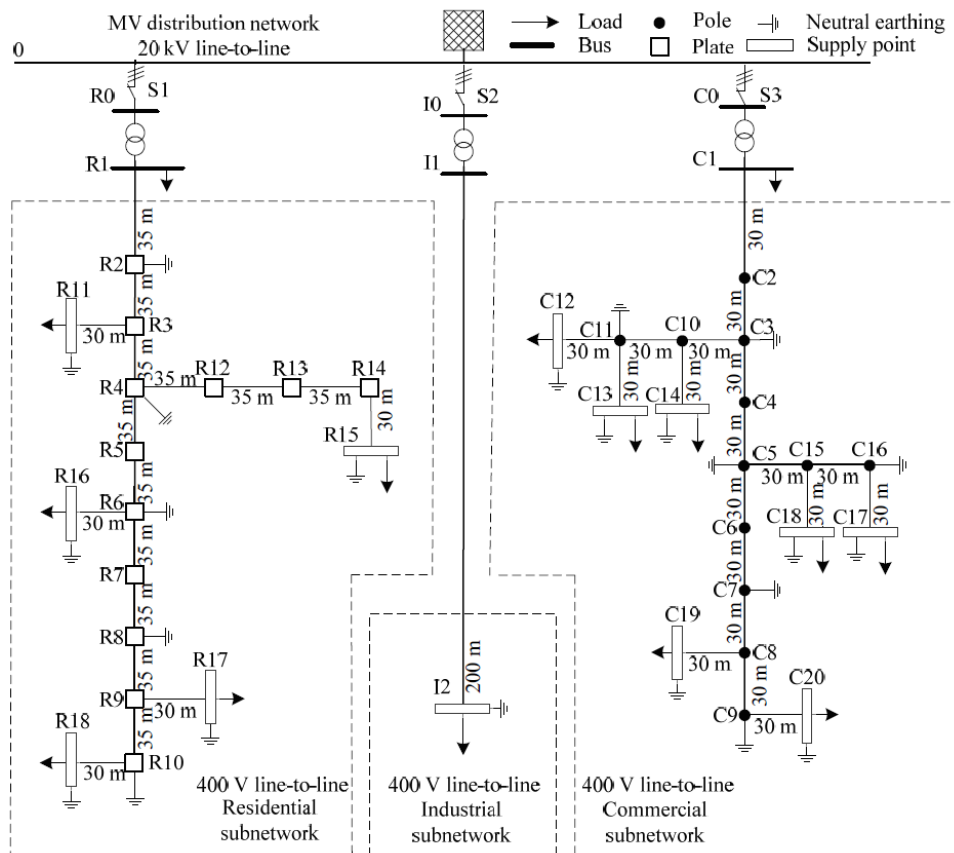 MV distribution network
20 kV line-to-line
0
Load
Bus
Pole
Plate
Neutral earthing
Supply point
R0
S1
I0
S2
C0
S3
R1
I1
C1
35 m
30 m
R2
C2
35 m
30 m
R11
R3
30 m
C12
C11
C10
C3
30 m
30 m
30 m
35 m
30 m
30 m
30 m
R4
35 m
R12
35 m
R13
35 m
R14
C13
C14
C4
35 m
30 m
R15
30 m
R5
C5
C15
C16
30 m
30 m
R16
35 m
30 m
30 m
30 m
R6
30 m
C6
C18
C17
35 m
30 m
R7
C7
35 m
30 m
R8
C19
C8
30 m
35 m
R17
200 m
R9
30 m
I2
30 m
C20
R18
35 m
C9
30 m
30 m
R10
400 V line-to-line
Residential
subnetwork
400 V line-to-line
Industrial
subnetwork
400 V line-to-line
Commercial
subnetwork